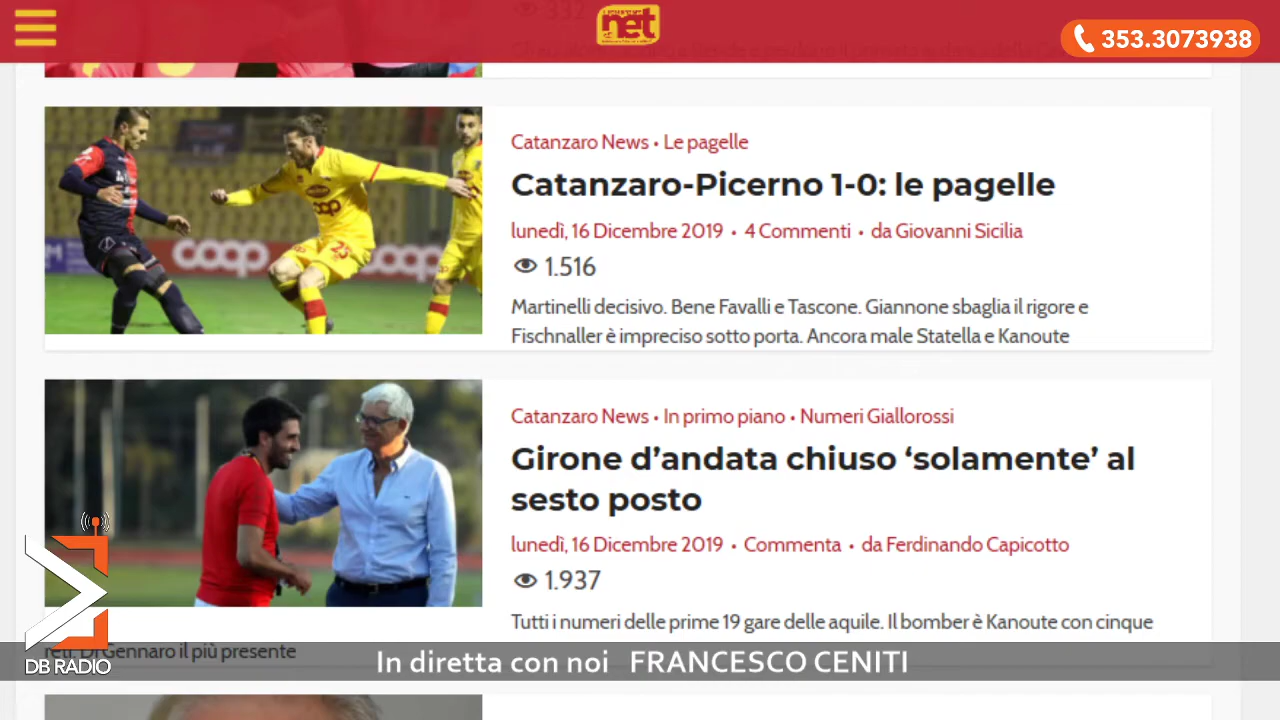 net
353.3073938
Catanzaro News • Le pagelle
Catanzaro-Picerno 1-0: le pagelle
lunedì, 16 Dicembre 2019 • 4 Commenti • da Giovanni Sicilia
1.516
Martinelli decisivo. Bene Favalli e Tascone. Giannone sbaglia il rigore e
Fischnaller è impreciso sotto porta. Ancora male Statella e Kanoute
coop
coop
coop
25
Catanzaro News • In primo piano • Numeri Giallorossi
Girone d’andata chiuso ‘solamente’ al
sesto posto
lunedì, 16 Dicembre 2019 • Commenta • da Ferdinando Capicotto
1.937
Tutti i numeri delle prime 19 gare delle aquile. Il bomber è Kanoute con cinque
reti. Di Gennaro il più presente
DB RADIO
In diretta con noi FRANCESCO CENITI